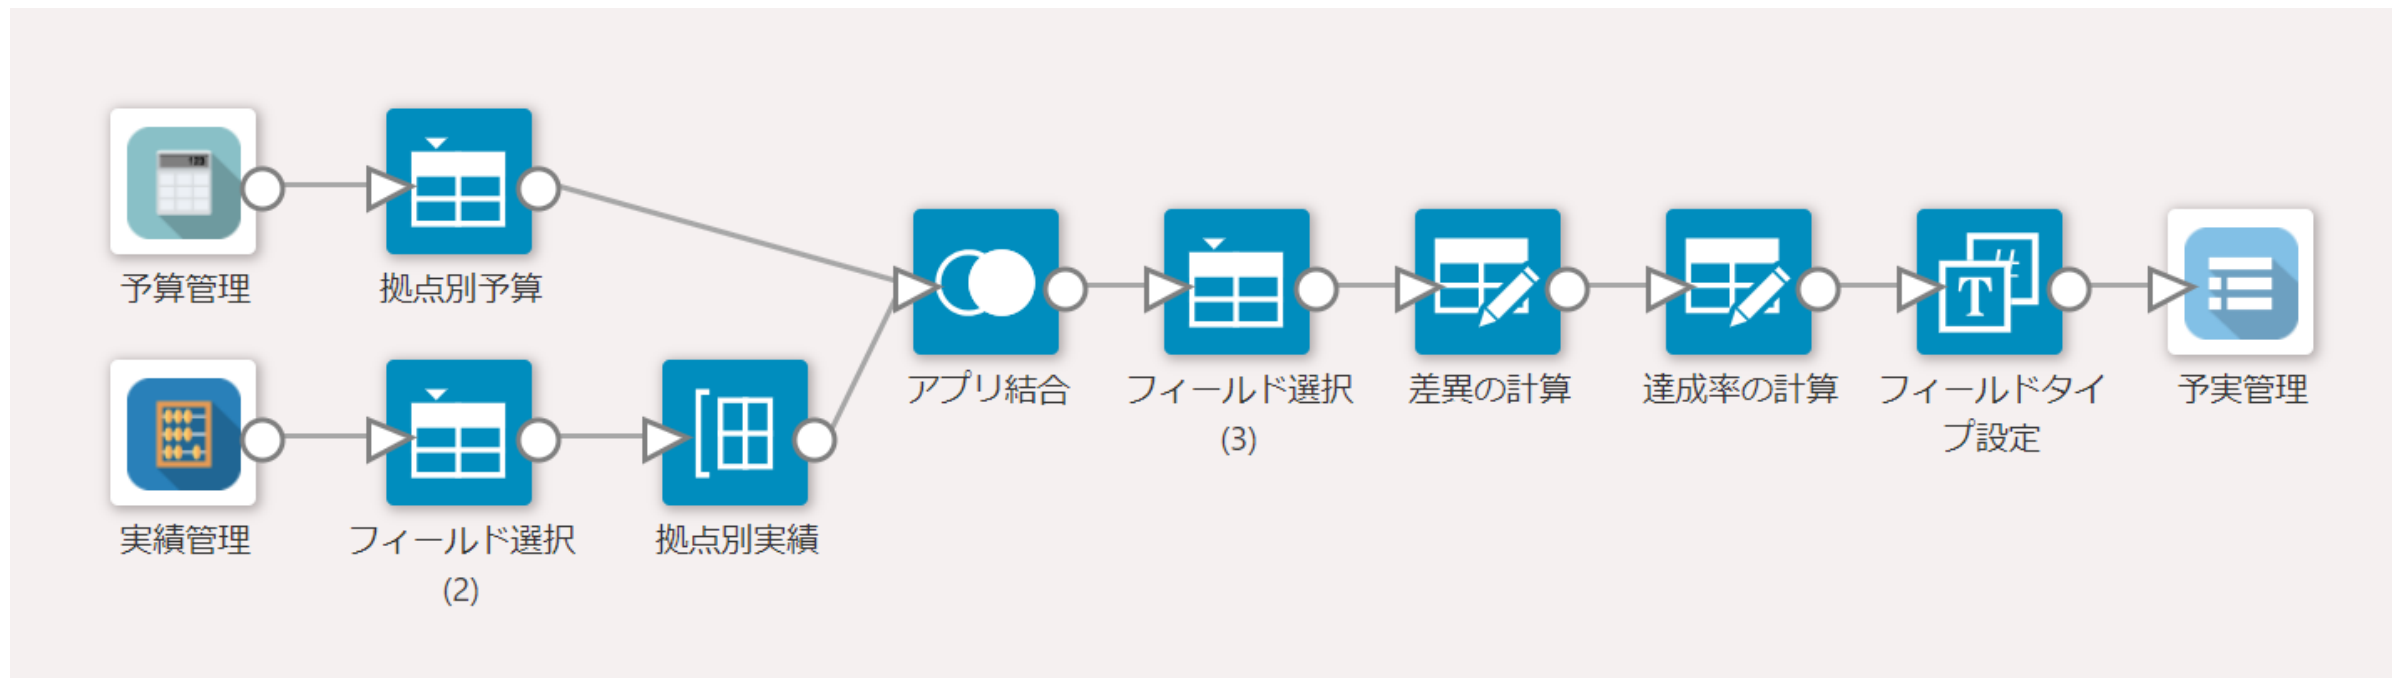 123
予算管理
拠点別予算
実績管理
フィールド選択
(2)
拠点別実績
アプリ結合
フィールド選択
(3)
差異の計算
達成率の計算
T
#
フィールドタイ
プ設定
予実管理